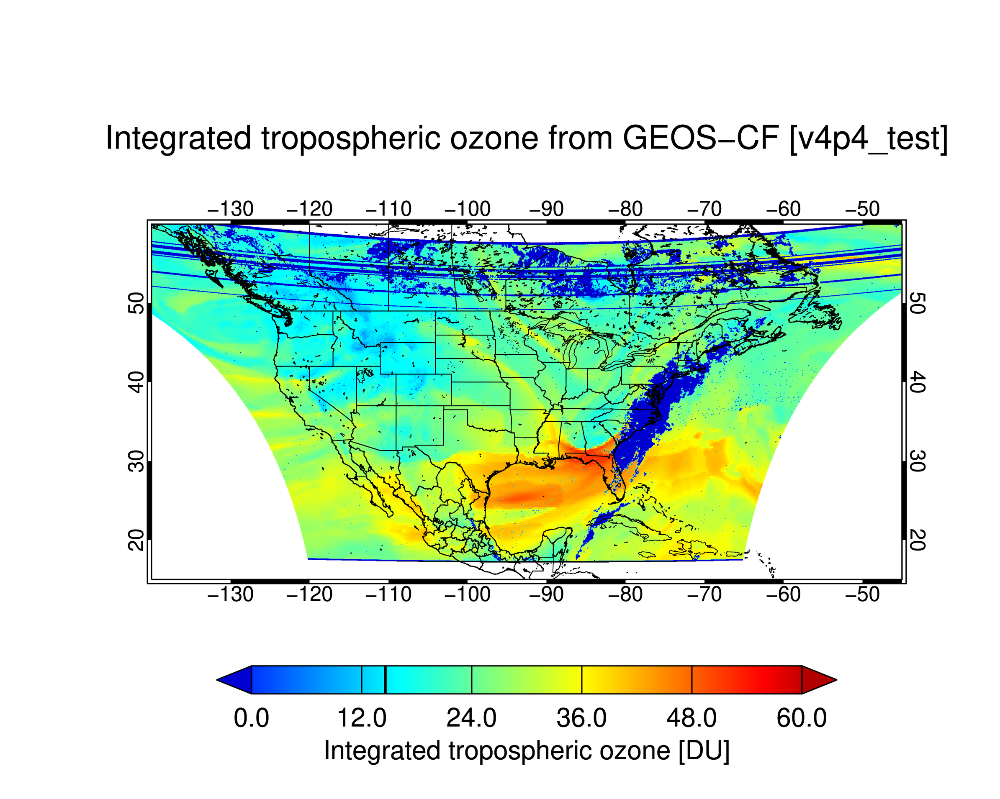 Integrated tropospheric ozone from GEOS−CF [v4p4_test]
−130 −120 −110 −100 −90 −80 −70 −60 −50
50 50
40 40
30 30
20 20
−130 −120 −110 −100 −90 −80 −70 −60 −50
0.0 12.0 24.0 36.0 48.0 60.0
Integrated tropospheric ozone [DU]